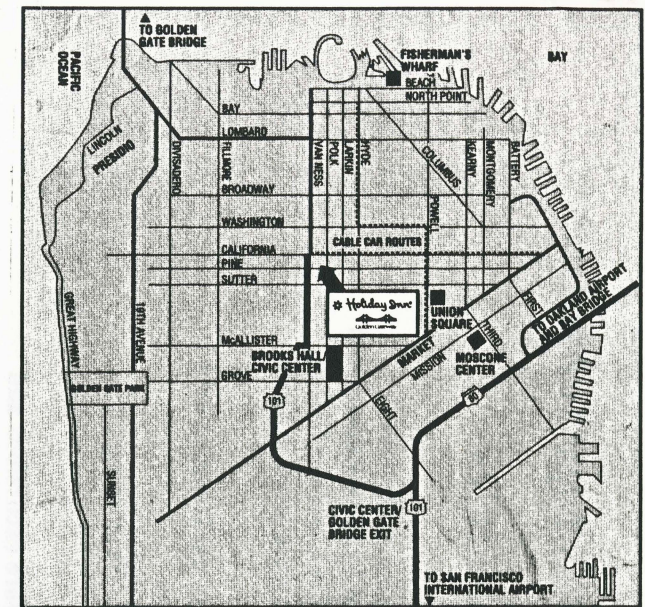 TO GOLDEN
GATE BRIDGE
PACIFIC
OCEAN
FISHERMAN'S
WHARF
BAY
BEACH
NORTH POINT
BAY
LINCOLN
PRESIDIO
LOMBARD
DIVISADERO
FILLMORE
VAN NESS
POLK
LARKIN
HYDE
COLUMBUS
POWELL
KEARNY
MONTGOMERY
BATTERY
BROADWAY
WASHINGTON
CABLE CAR ROUTES
CALIFORNIA
PINE
SUTTER
Holiday Inn
UNION
SQUARE
FIRST
THIRD
TO OAKLAND AIRPORT
AND BAY BRIDGE
GREAT HIGHWAY
19TH AVENUE
McALLISTER
BROOKS HALL/
CIVIC CENTER
MARKET
MISSION
MOSCONE
CENTER
GROVE
GOLDEN GATE PARK
101
EIGHT
80
SUNSET
CIVIC CENTER/
GOLDEN GATE
BRIDGE EXIT
101
TO SAN FRANCISCO
INTERNATIONAL AIRPORT